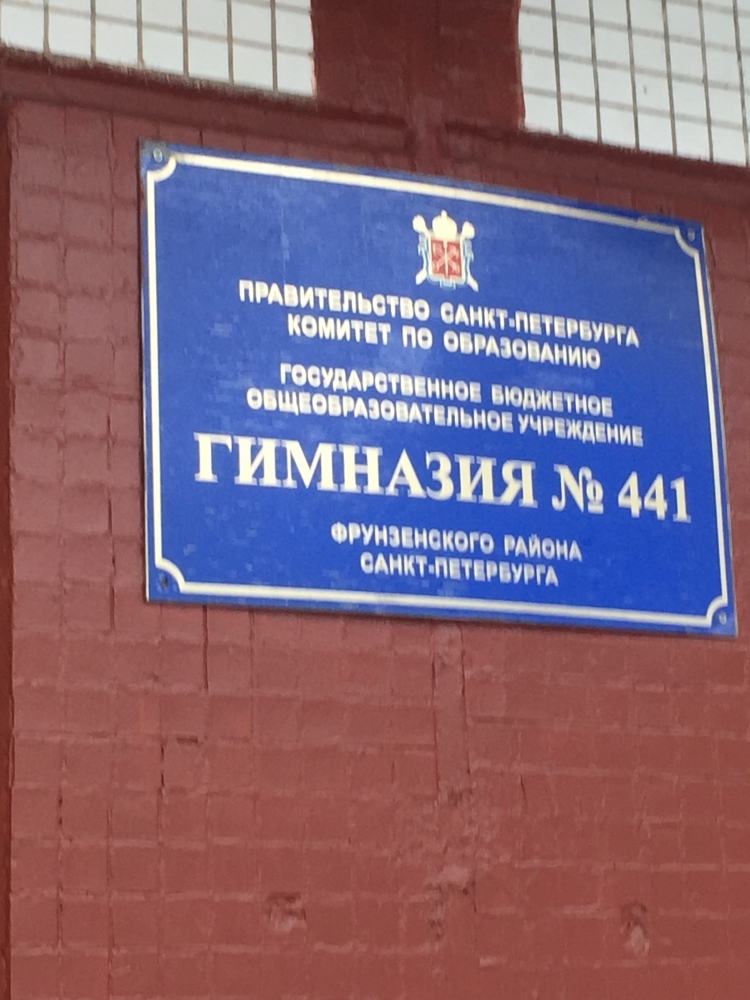 ПРАВИТЕЛЬСТВО САНКТ-ПЕТЕРБУРГА
КОМИТЕТ ПО ОБРАЗОВАНИЮ
ГОСУДАРСТВЕННОЕ БЮДЖЕТНОЕ
ОБЩЕОБРАЗОВАТЕЛЬНОЕ УЧРЕЖДЕНИЕ
ГИМНАЗИЯ № 441
ФРУНЗЕНСКОГО РАЙОНА
САНКТ-ПЕТЕРБУРГА